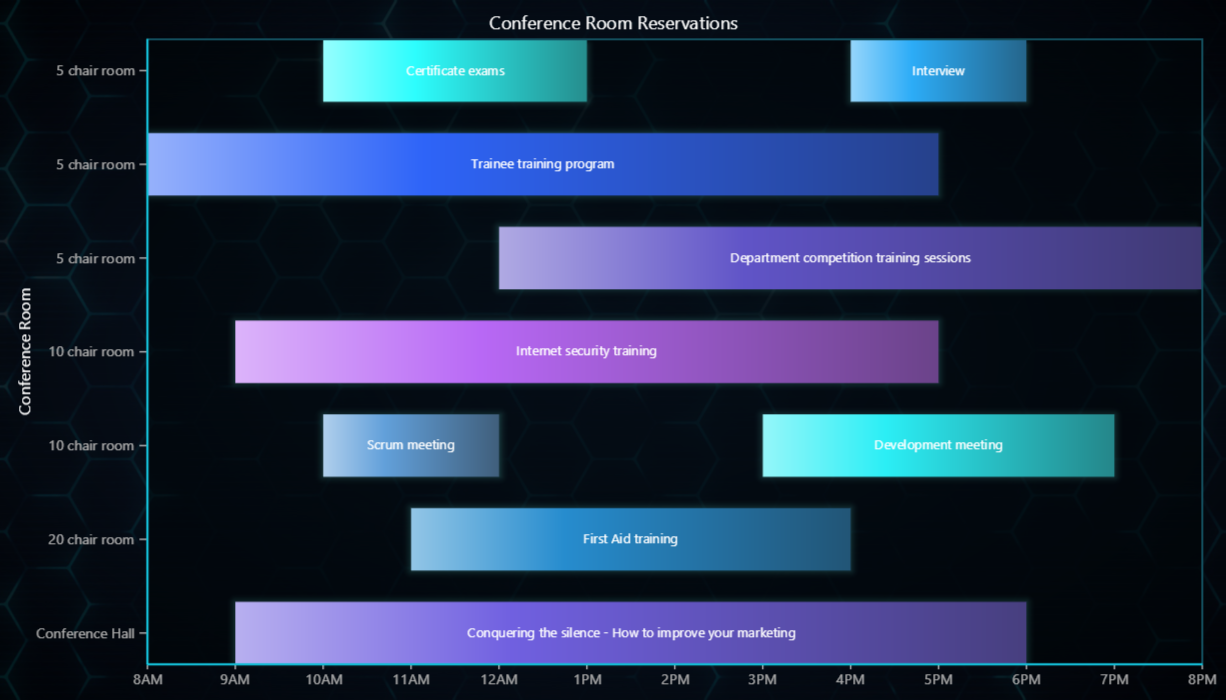 Conference Room Reservations
5 chair room
Certificate exams
Interview
5 chair room
Trainee training program
5 chair room
Department competition training sessions
Conference Room
10 chair room
Internet security training
10 chair room
Scrum meeting
Development meeting
20 chair room
First Aid training
Conference Hall
Conquering the silence - How to improve your marketing
8AM 9AM 10AM 11AM 12AM 1PM 2PM 3PM 4PM 5PM 6PM 7PM 8PM